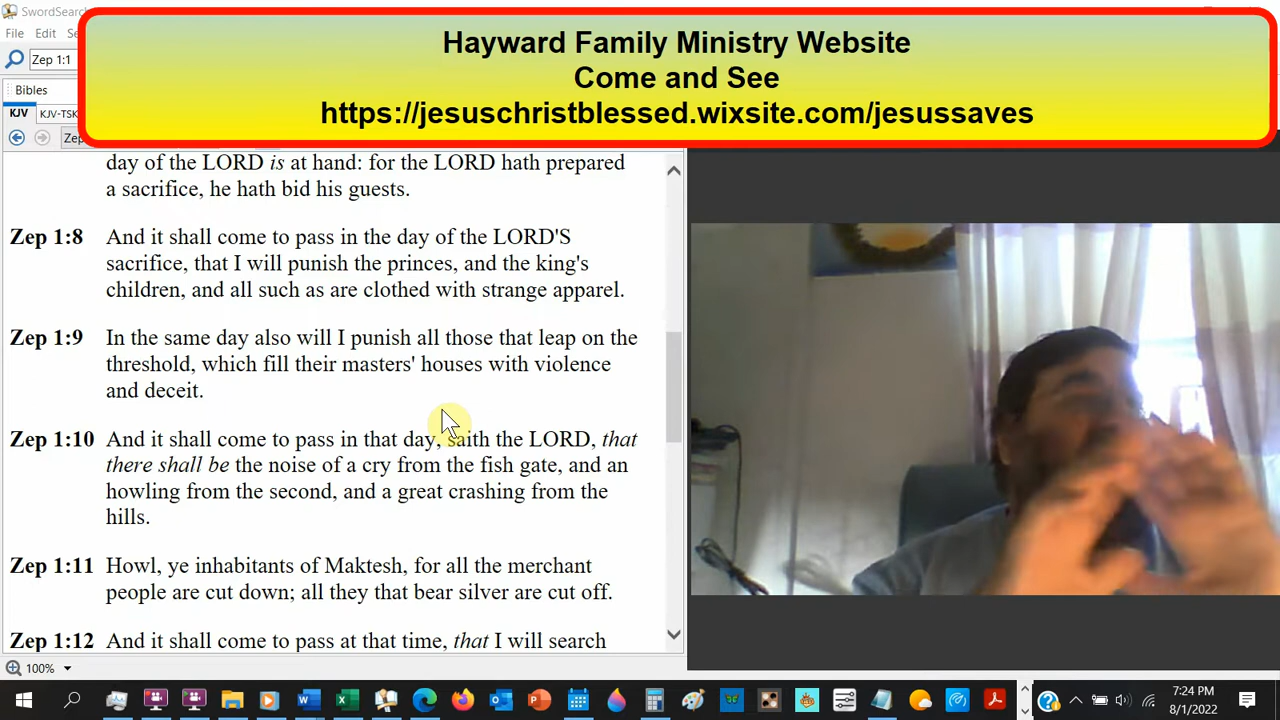 SwordSearc
Hayward Family Ministry Website
Come and See
https://jesuschristblessed.wixsite.com/jesussaves
File Edit Se
Zep 1:1
Bibles
KJV KJV-TSK
Zep
day of the LORD is at hand: for the LORD hath prepared
a sacrifice, he hath bid his guests.
Zep 1:8 And it shall come to pass in the day of the LORD'S
sacrifice, that I will punish the princes, and the king's
children, and all such as are clothed with strange apparel.
Zep 1:9 In the same day also will I punish all those that leap on the
threshold, which fill their masters' houses with violence
and deceit.
Zep 1:10 And it shall come to pass in that day, saith the LORD, that
there shall be the noise of a cry from the fish gate, and an
howling from the second, and a great crashing from the
hills.
Zep 1:11 Howl, ye inhabitants of Maktesh, for all the merchant
people are cut down; all they that bear silver are cut off.
Zep 1:12 And it shall come to pass at that time, that I will search
100%
7:24 PM
8/1/2022